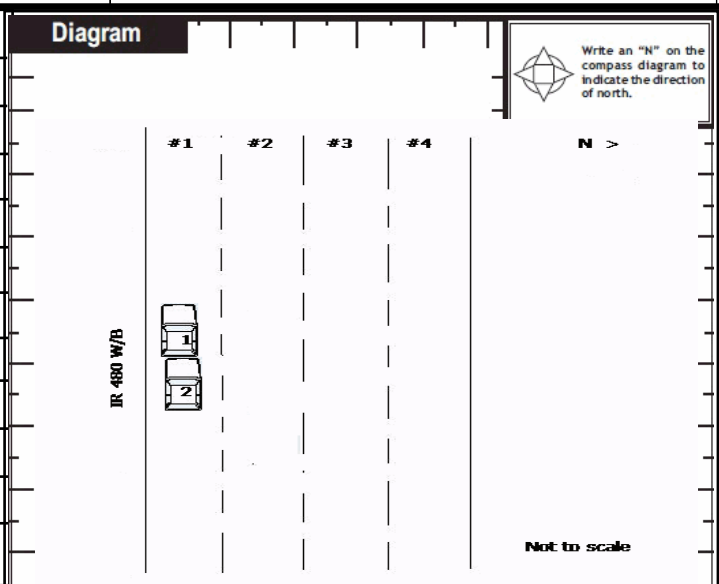 Diagram
Write an “N” on the
compass diagram to
indicate the direction
of north.
#1 #2 #3 #4 N >
IR 480 W/B
1
2
Not to scale